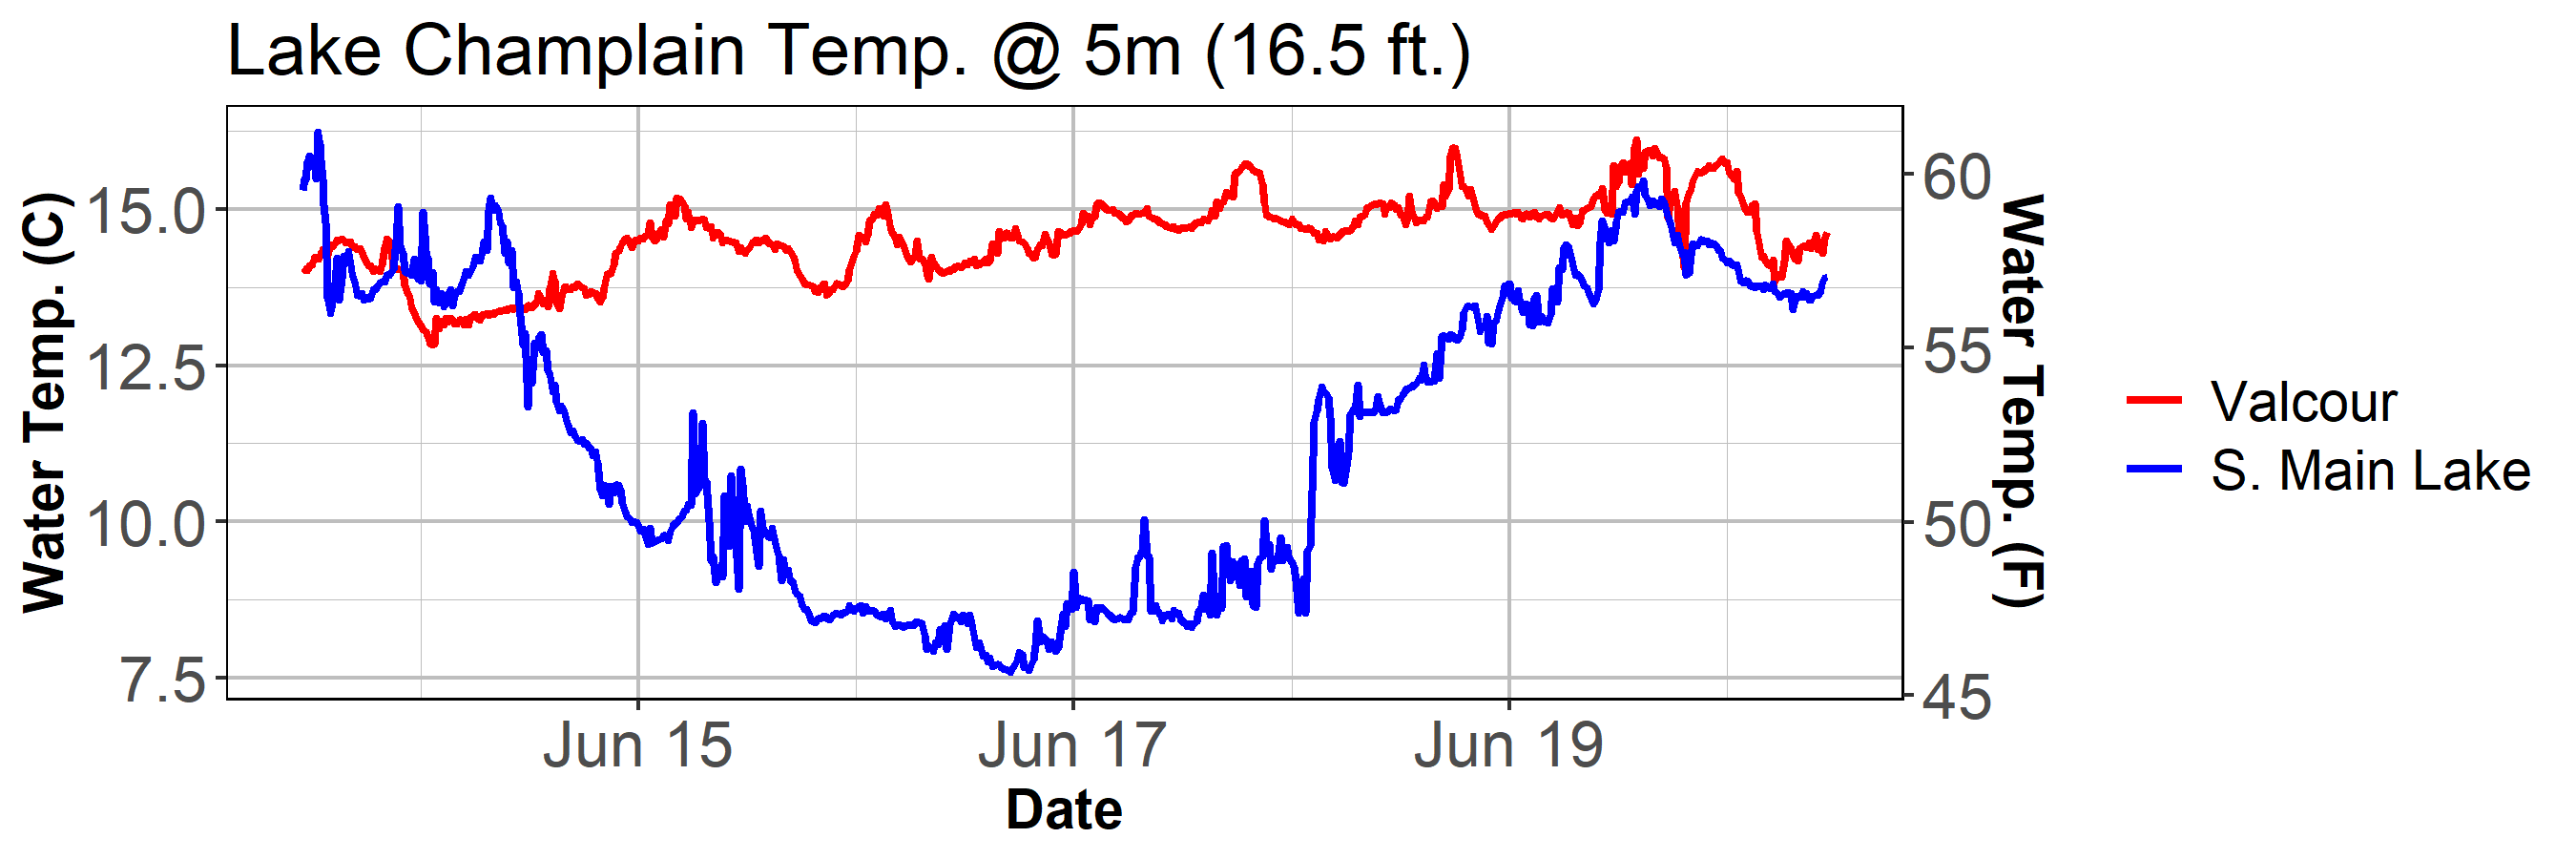 Lake Champlain Temp. @ 5m (16.5 ft.)
Water Temp. (C)
15.0
12.5
10.0
7.5
60
55
50
45
Water Temp. (F)
Jun 15
Jun 17
Jun 19
Date
Valcour
S. Main Lake